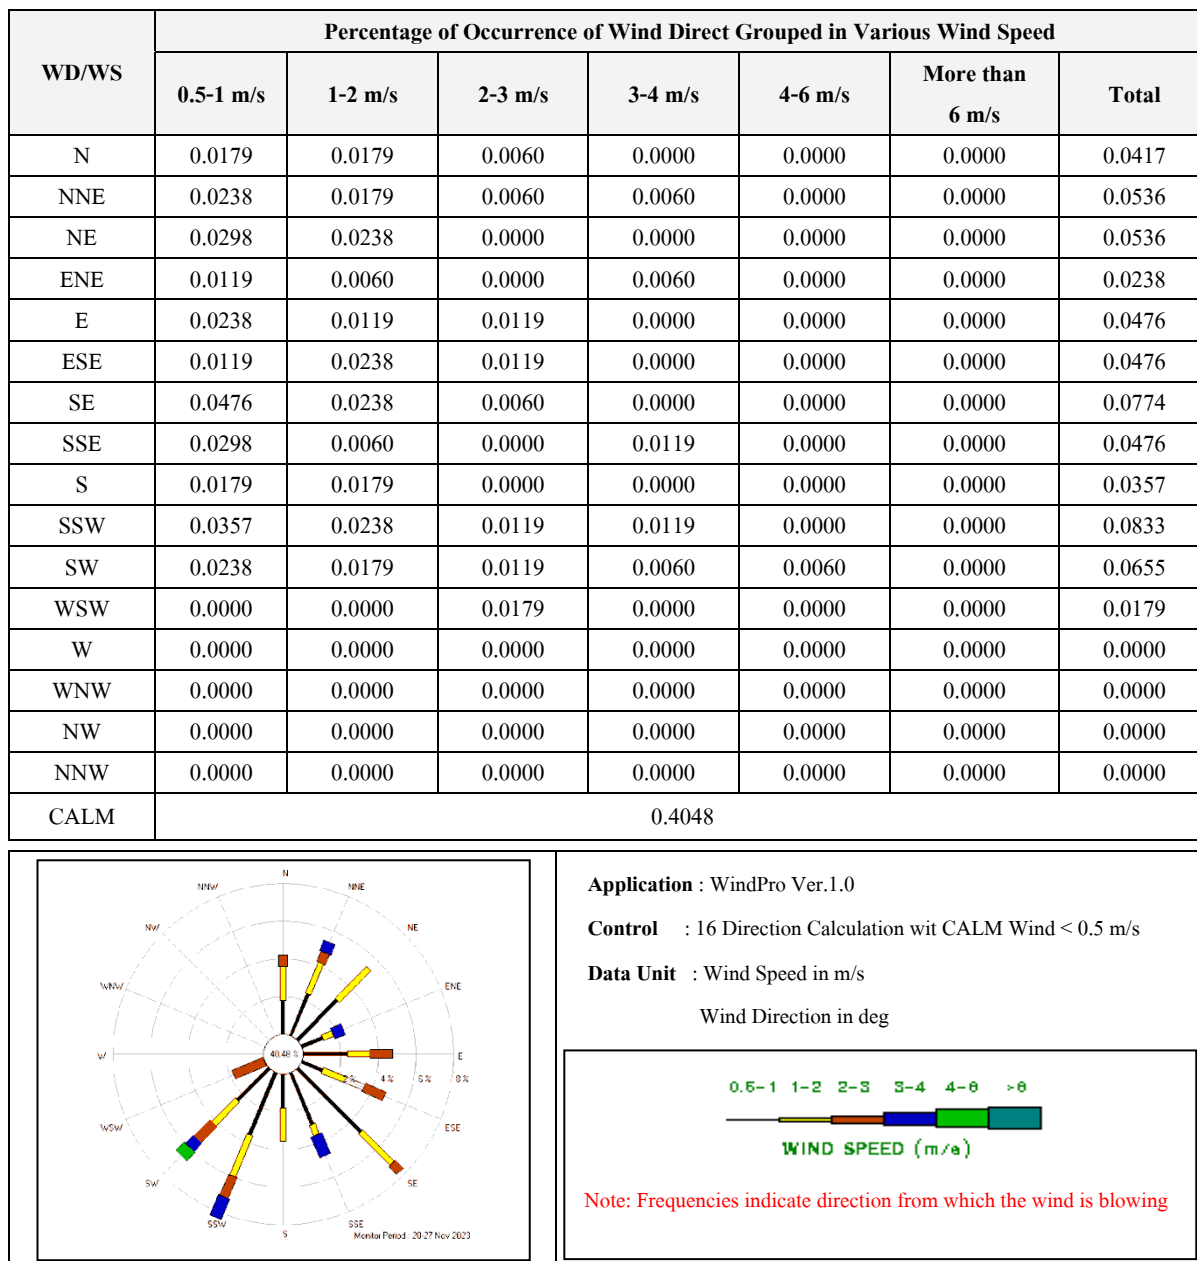 Percentage of Occurrence of Wind Direct Grouped in Various Wind Speed
WD/WS 0.5-1 m/s 1-2 m/s 2-3 m/s 3-4 m/s 4-6 m/s More than 6 m/s Total
N 0.0179 0.0179 0.0060 0.0000 0.0000 0.0000 0.0417
NNE 0.0238 0.0179 0.0060 0.0060 0.0000 0.0000 0.0536
NE 0.0298 0.0238 0.0000 0.0000 0.0000 0.0000 0.0536
ENE 0.0119 0.0060 0.0000 0.0060 0.0000 0.0000 0.0238
E 0.0238 0.0119 0.0119 0.0000 0.0000 0.0000 0.0476
ESE 0.0119 0.0238 0.0119 0.0000 0.0000 0.0000 0.0476
SE 0.0476 0.0238 0.0060 0.0000 0.0000 0.0000 0.0774
SSE 0.0298 0.0060 0.0000 0.0119 0.0000 0.0000 0.0476
S 0.0179 0.0179 0.0000 0.0000 0.0000 0.0000 0.0357
SSW 0.0357 0.0238 0.0119 0.0119 0.0000 0.0000 0.0833
SW 0.0238 0.0179 0.0119 0.0060 0.0060 0.0000 0.0655
WSW 0.0000 0.0000 0.0179 0.0000 0.0000 0.0000 0.0179
W 0.0000 0.0000 0.0000 0.0000 0.0000 0.0000 0.0000
WNW 0.0000 0.0000 0.0000 0.0000 0.0000 0.0000 0.0000
NW 0.0000 0.0000 0.0000 0.0000 0.0000 0.0000 0.0000
NNW 0.0000 0.0000 0.0000 0.0000 0.0000 0.0000 0.0000
CALM 0.4048
N
NNW NNE
NW NE
WNW ENE
W 40.48 % E
2 % 4 % 6 % 8 %
WSW ESE
SW SE
SSW SSE
S
Monitor Period : 20-27 Nov 2023
Application : WindPro Ver.1.0
Control : 16 Direction Calculation wit CALM Wind < 0.5 m/s
Data Unit : Wind Speed in m/s
Wind Direction in deg
0.5-1 1-2 2-3 3-4 4-6 >6
WIND SPEED (m/s)
Note: Frequencies indicate direction from which the wind is blowing